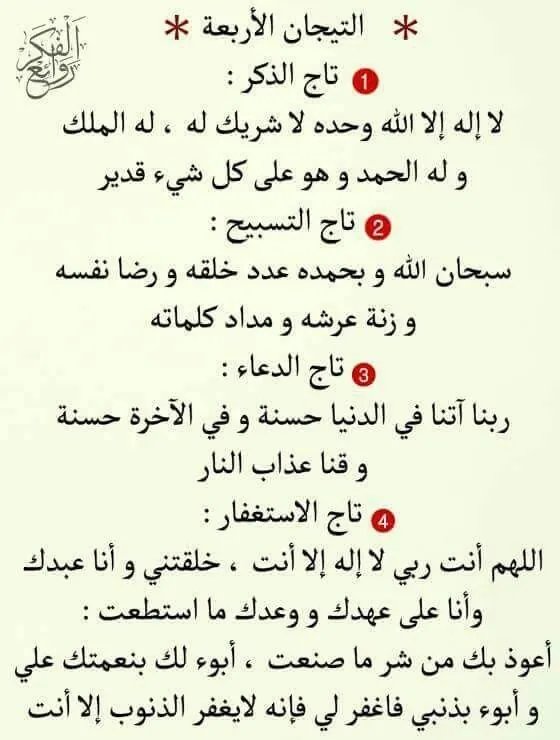 روائع الفكر
* التيجان الأربعة *
1 تاج الذكر :
لا إله إلا الله وحده لا شريك له ، له الملك
و له الحمد و هو على كل شيء قدير
2 تاج التسبيح :
سبحان الله و بحمده عدد خلقه و رضا نفسه
و زنة عرشه و مداد كلماته
3 تاج الدعاء :
ربنا آتنا في الدنيا حسنة و في الآخرة حسنة
و قنا عذاب النار
4 تاج الاستغفار :
اللهم أنت ربي لا إله إلا أنت ، خلقتني و أنا عبدك
وأنا على عهدك و وعدك ما استطعت :
أعوذ بك من شر ما صنعت ، أبوء لك بنعمتك علي
و أبوء بذنبي فاغفر لي فإنه لايغفر الذنوب إلا أنت